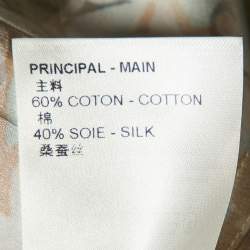 PRINCIPAL - MAIN
主料
60% COTON - COTTON
棉
40% SOIE - SILK
桑蚕丝